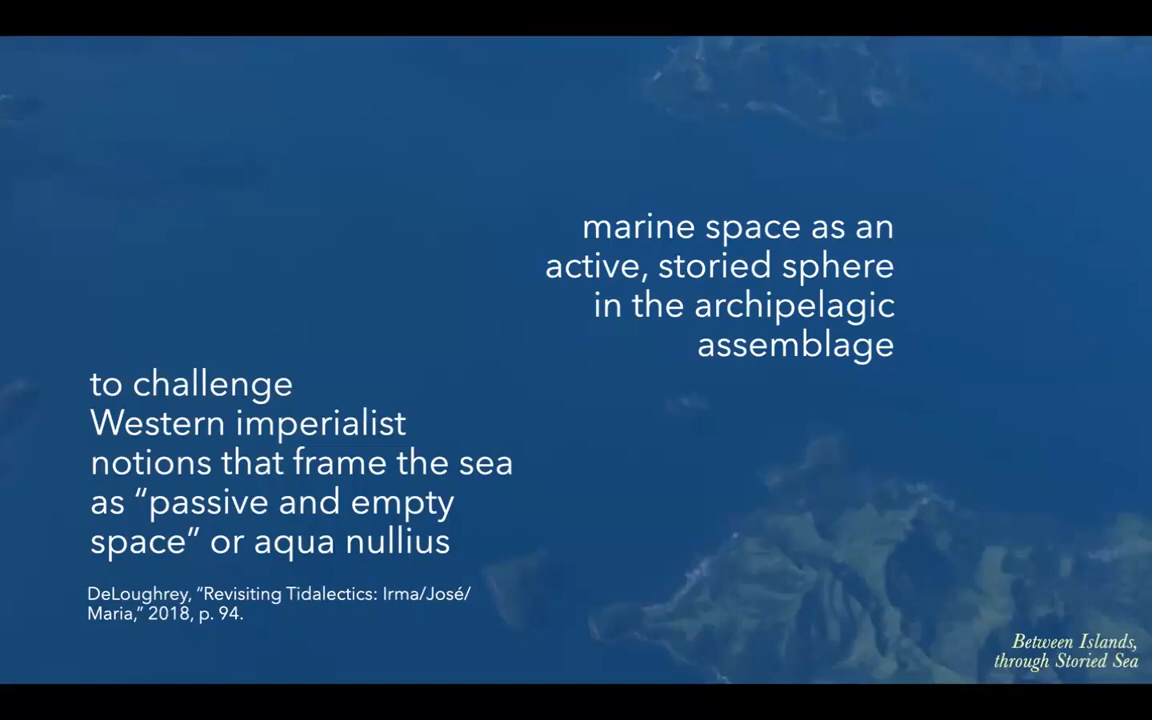 marine space as an
active, storied sphere
in the archipelagic
assemblage
to challenge
Western imperialist
notions that frame the sea
as “passive and empty
space” or aqua nullius
DeLoughrey, “Revisiting Tidalectics: Irma/José/
Maria,” 2018, p. 94.
Between Islands,
through Storied Sea